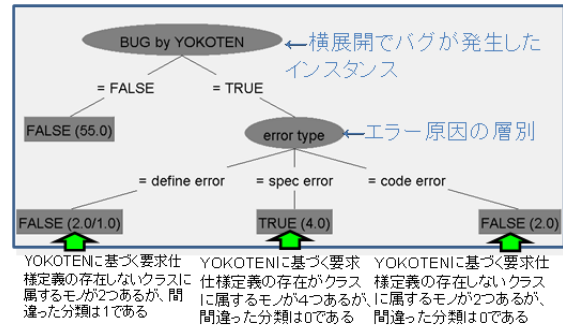 BUG by YOKOTEN
←横展開でバグが発生した
インスタンス
= FALSE
= TRUE
FALSE (55.0)
error type
←エラー原因の層別
= define error
= spec error
= code error
FALSE (2.0/1.0)
TRUE (4.0)
FALSE (2.0)
YOKOTENに基づく要求仕
様定義の存在しないクラスに
属するモノが2つあるが、間
違った分類は1である
YOKOTENに基づく要求
仕様定義の存在がクラス
に属するモノが4つあるが、
間違った分類は0である
YOKOTENに基づく要求仕
様定義の存在しないクラス
に属するモノが2つあるが、
間違った分類は0である